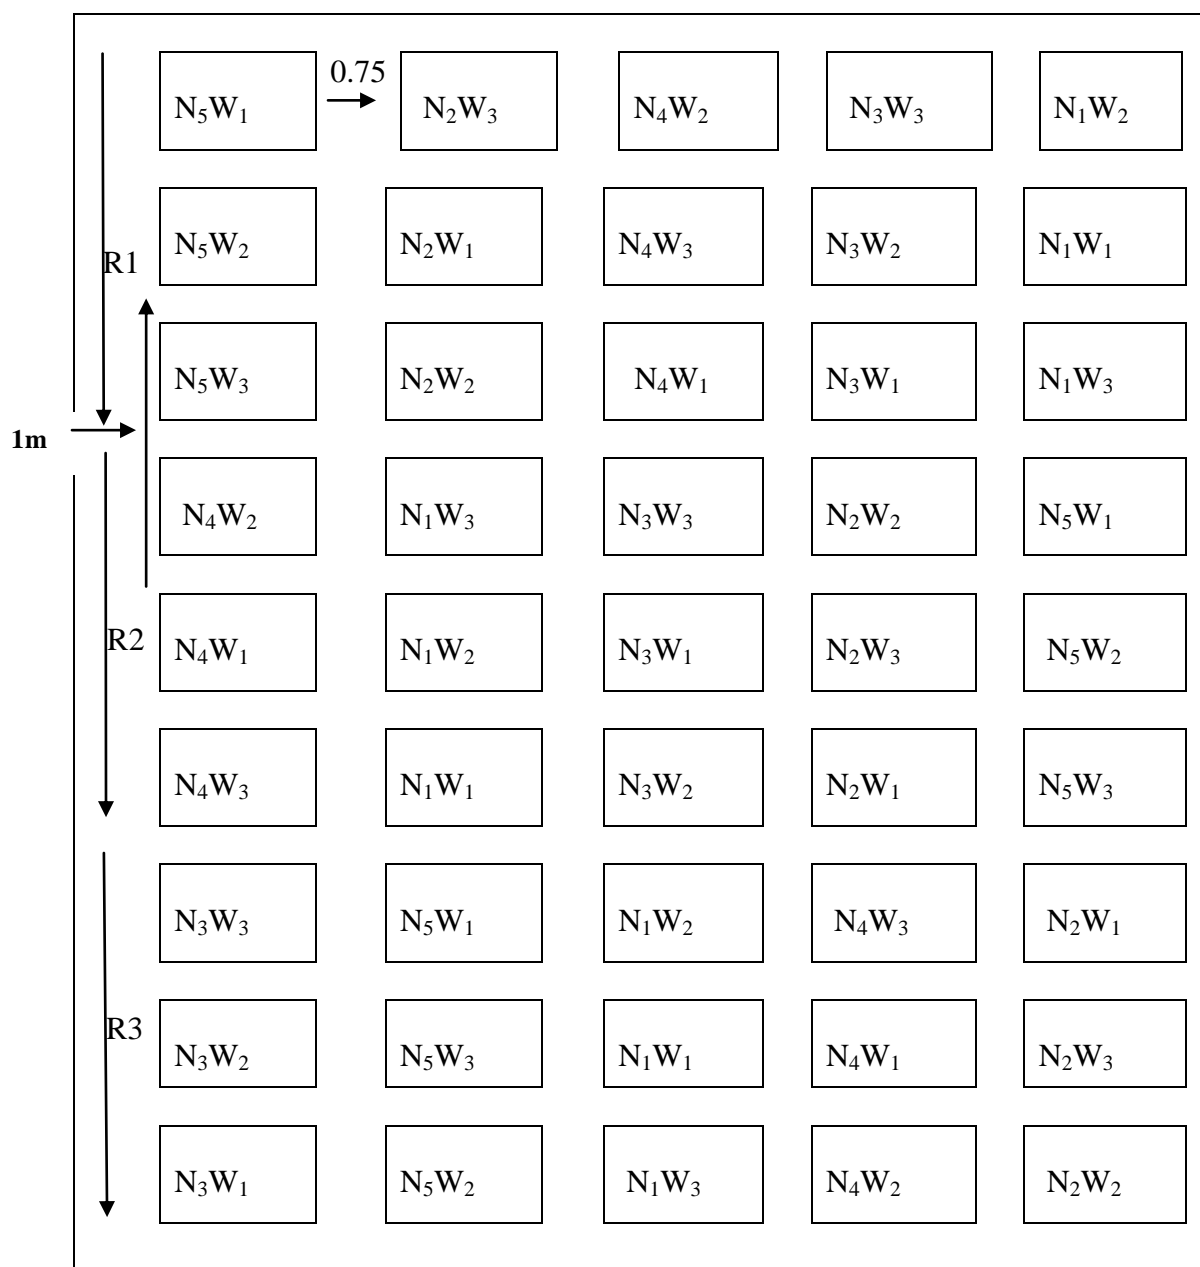 0.75
N₅W₁ N₂W₃ N₄W₂ N₃W₃ N₁W₂
N₅W₂ N₂W₁ N₄W₃ N₃W₂ N₁W₁
R1
N₅W₃ N₂W₂ N₄W₁ N₃W₁ N₁W₃
1m
N₄W₂ N₁W₃ N₃W₃ N₂W₂ N₅W₁
R2
N₄W₁ N₁W₂ N₃W₁ N₂W₃ N₅W₂
N₄W₃ N₁W₁ N₃W₂ N₂W₁ N₅W₃
N₃W₃ N₅W₁ N₁W₂ N₄W₃ N₂W₁
R3
N₃W₂ N₅W₃ N₁W₁ N₄W₁ N₂W₃
N₃W₁ N₅W₂ N₁W₃ N₄W₂ N₂W₂